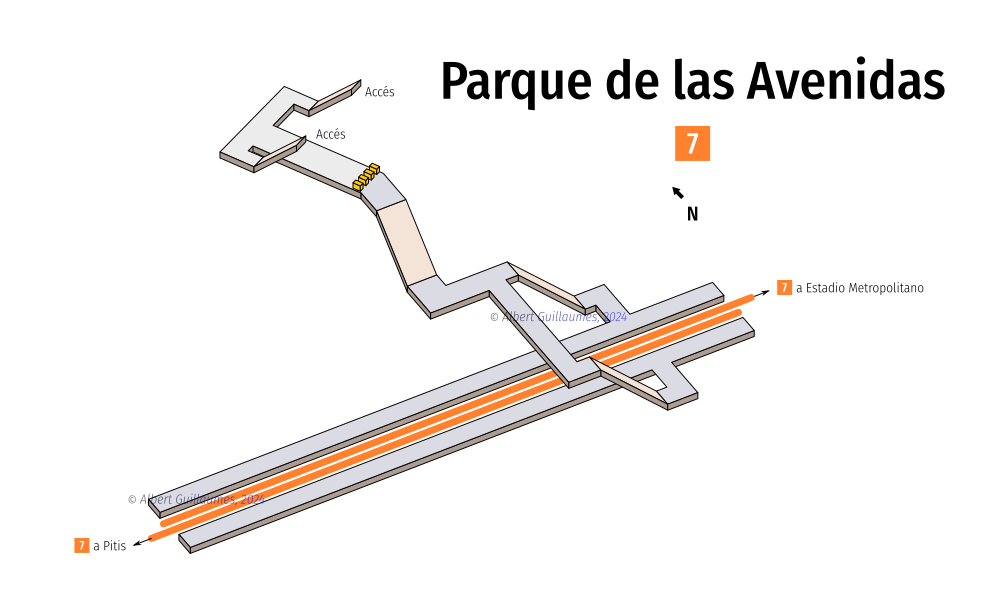 Parque de las Avenidas
7
Accés
Accés
N
7 a Estadio Metropolitano
© Albert Guillaumes, 2024
© Albert Guillaumes, 2024
7 a Pitis